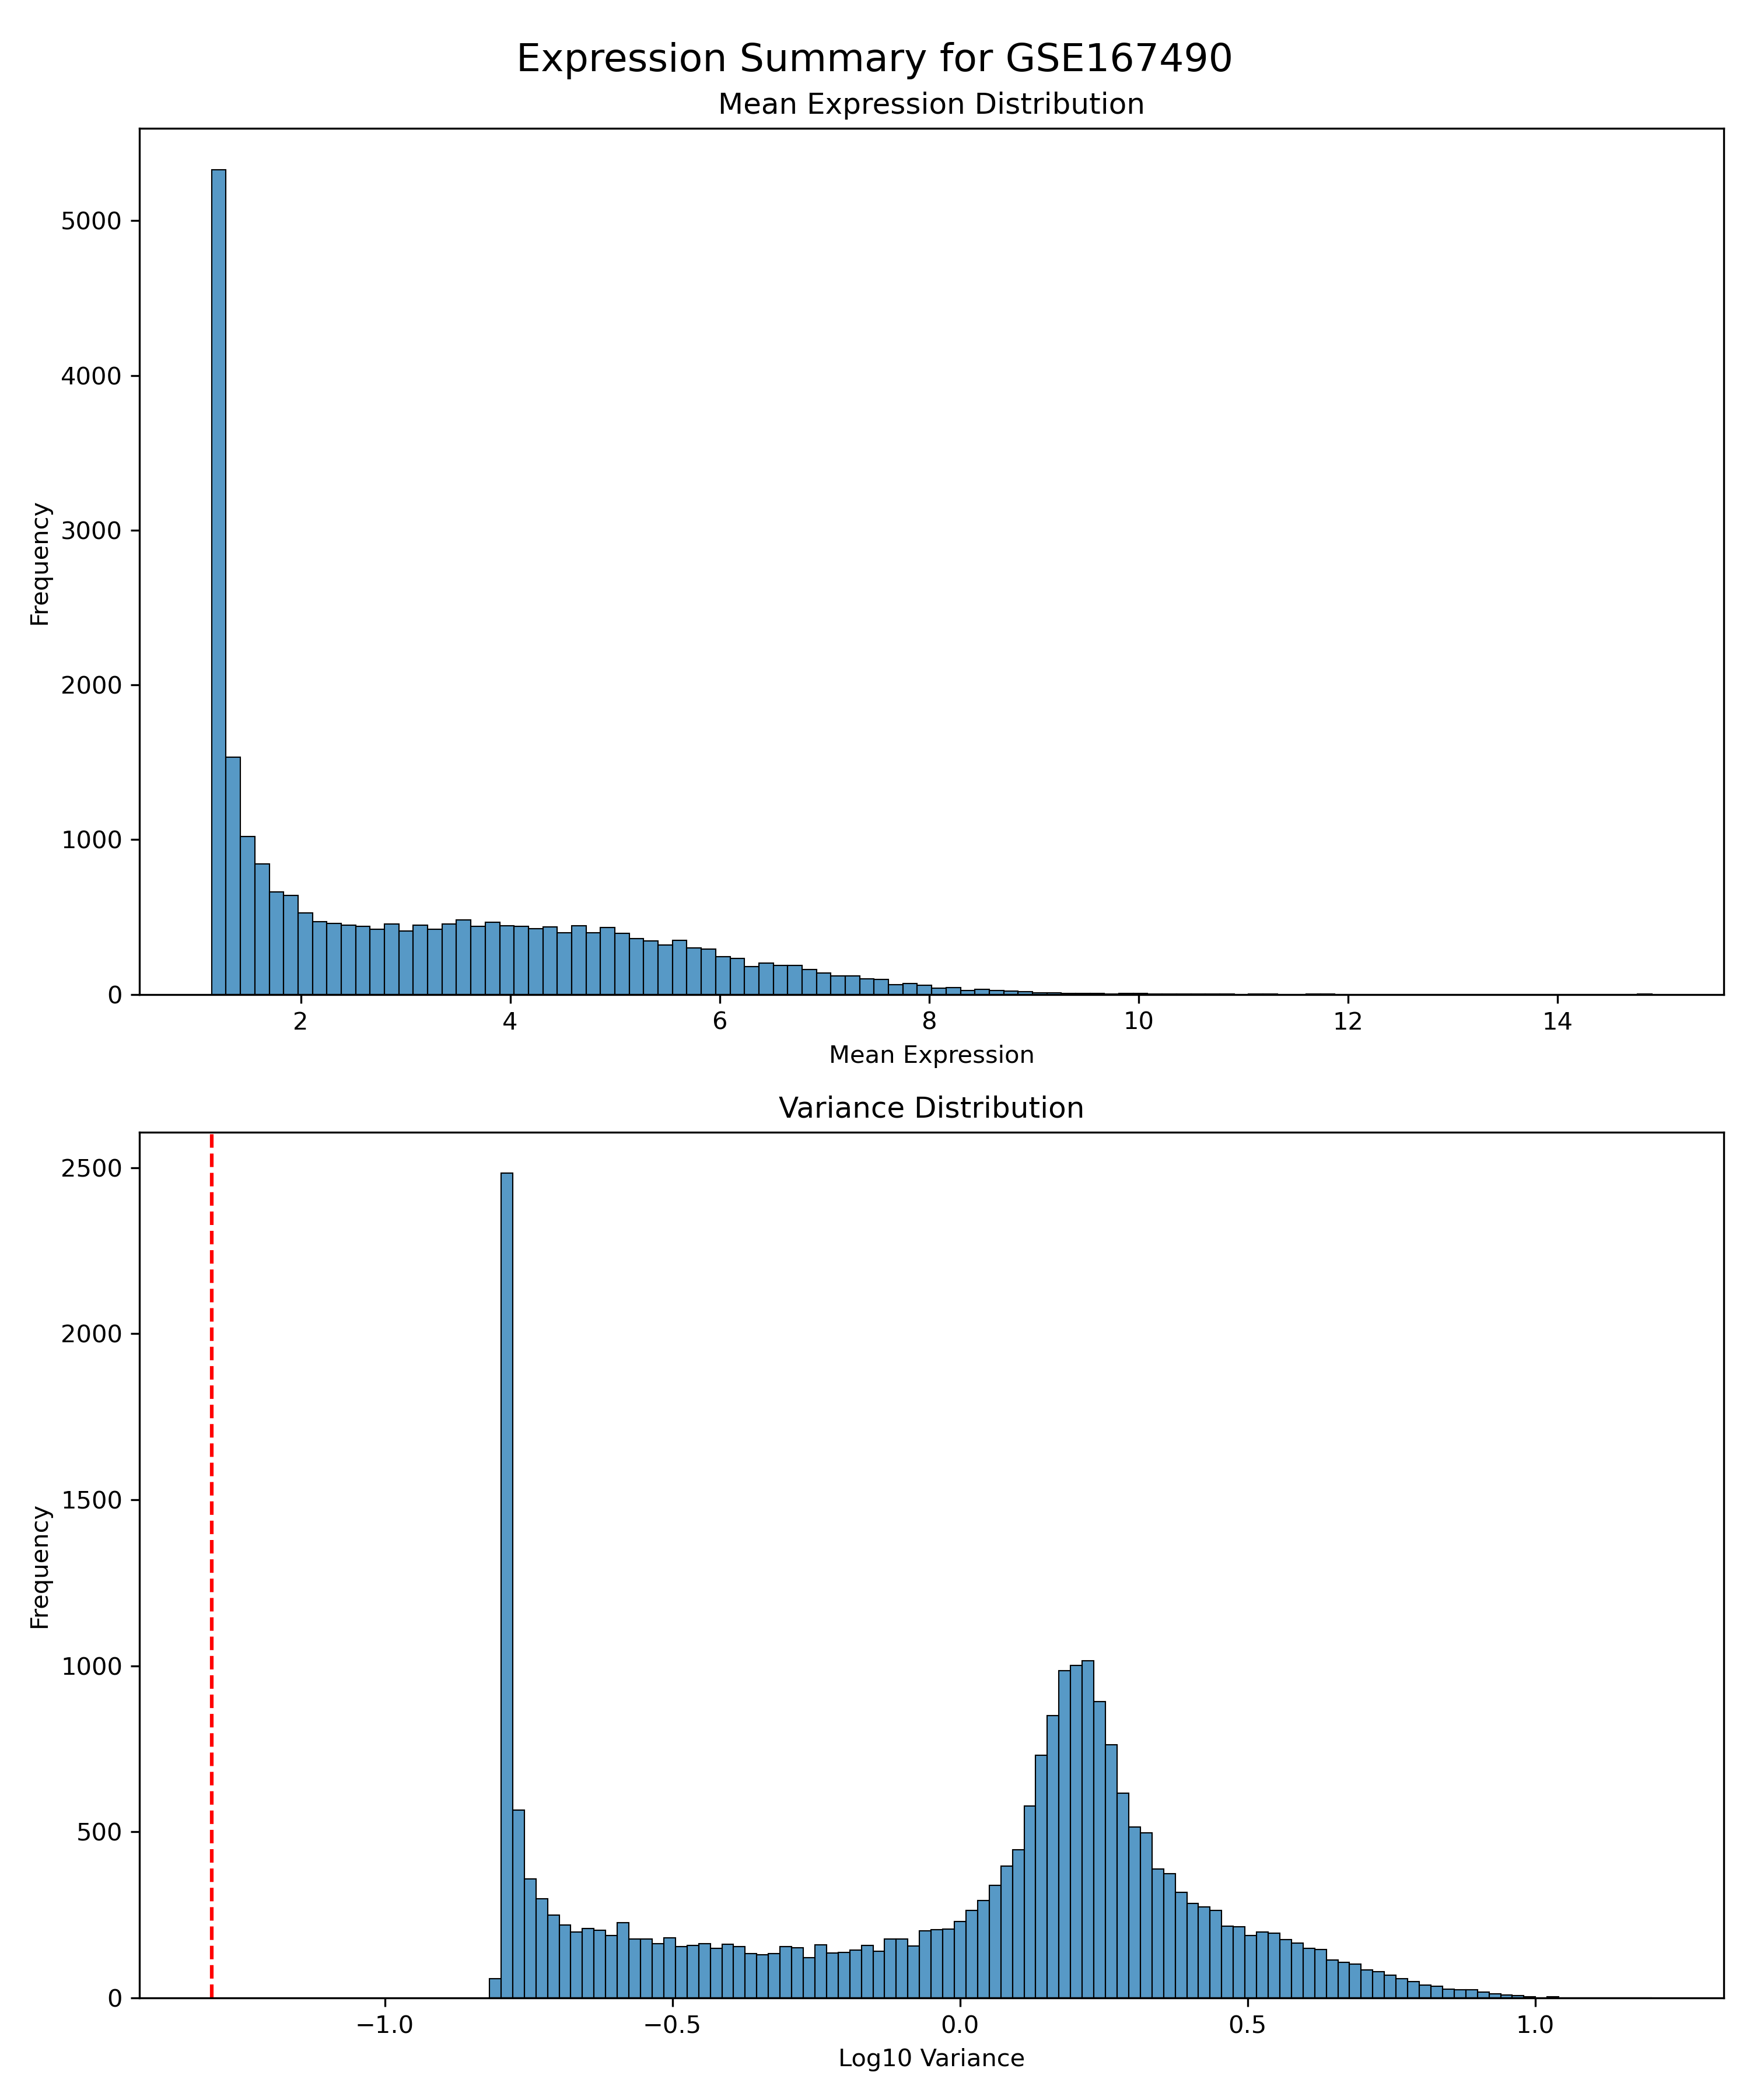 Expression Summary for GSE167490
Mean Expression Distribution
5000
4000
3000
2000
1000
0
Frequency
2 4 6 8 10 12 14
Mean Expression
Variance Distribution
2500
2000
1500
1000
500
0
Frequency
−1.0 −0.5 0.0 0.5 1.0
Log10 Variance